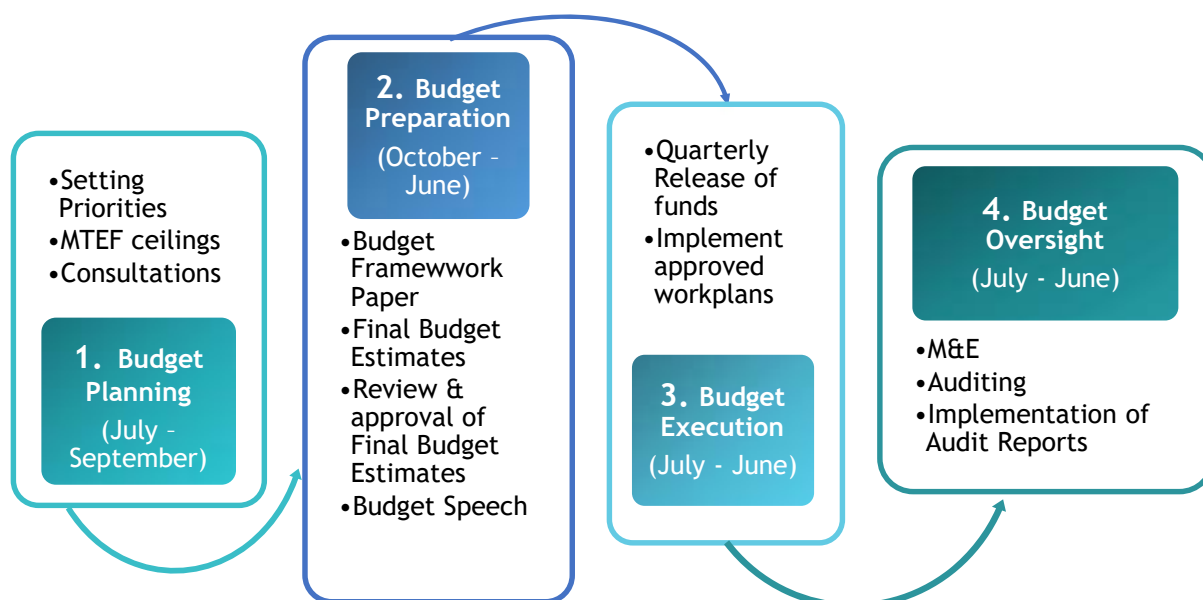 •Setting
Priorities
•MTEF ceilings
•Consultations
1. Budget
Planning
(July –
September)
2. Budget
Preparation
(October –
June)
•Budget
Framewwork
Paper
•Final Budget
Estimates
•Review &
approval of
Final Budget
Estimates
•Budget Speech
•Quarterly
Release of
funds
•Implement
approved
workplans
3. Budget
Execution
(July - June)
4. Budget
Oversight
(July - June)
•M&E
•Auditing
•Implementation of
Audit Reports